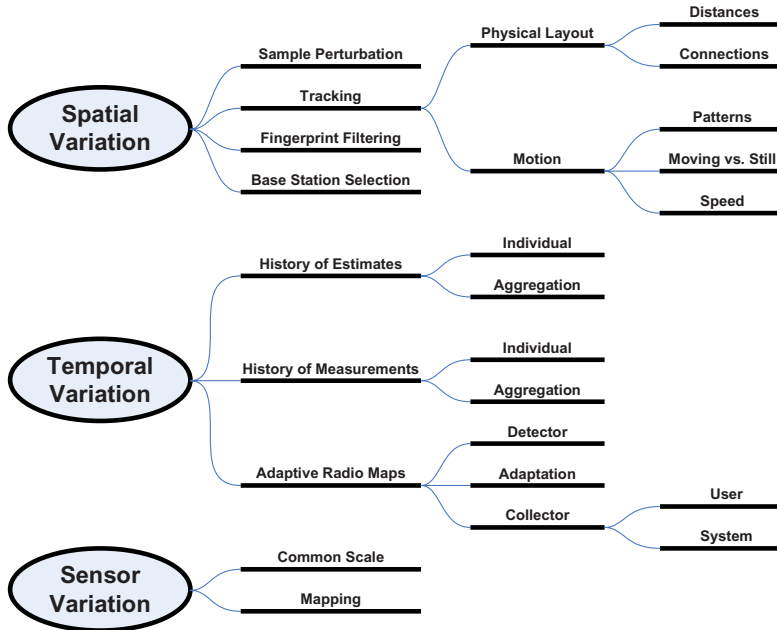 Spatial
Variation
Sample Perturbation
Tracking
Physical Layout
Distances
Connections
Motion
Patterns
Moving vs. Still
Speed
Fingerprint Filtering
Base Station Selection
Temporal
Variation
History of Estimates
Individual
Aggregation
History of Measurements
Individual
Aggregation
Adaptive Radio Maps
Detector
Adaptation
Collector
User
System
Sensor
Variation
Common Scale
Mapping